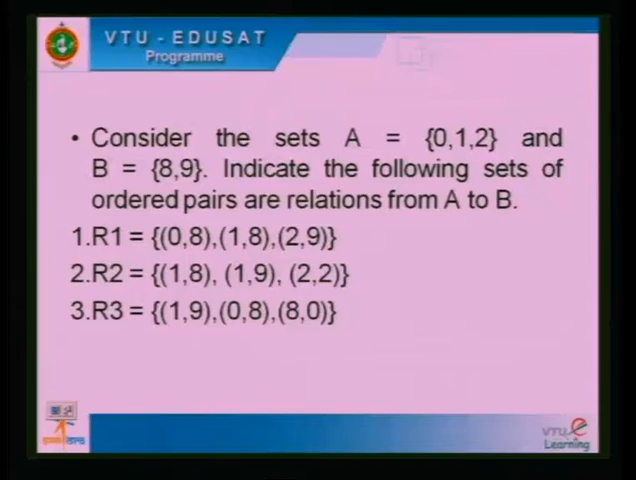 VTU - EDUSAT
Programme
• Consider the sets A = {0,1,2} and
B = {8,9}. Indicate the following sets of
ordered pairs are relations from A to B.
1.R1 = {(0,8),(1,8),(2,9)}
2.R2 = {(1,8), (1,9), (2,2)}
3.R3 = {(1,9),(0,8),(8,0)}
VTU e
Learning